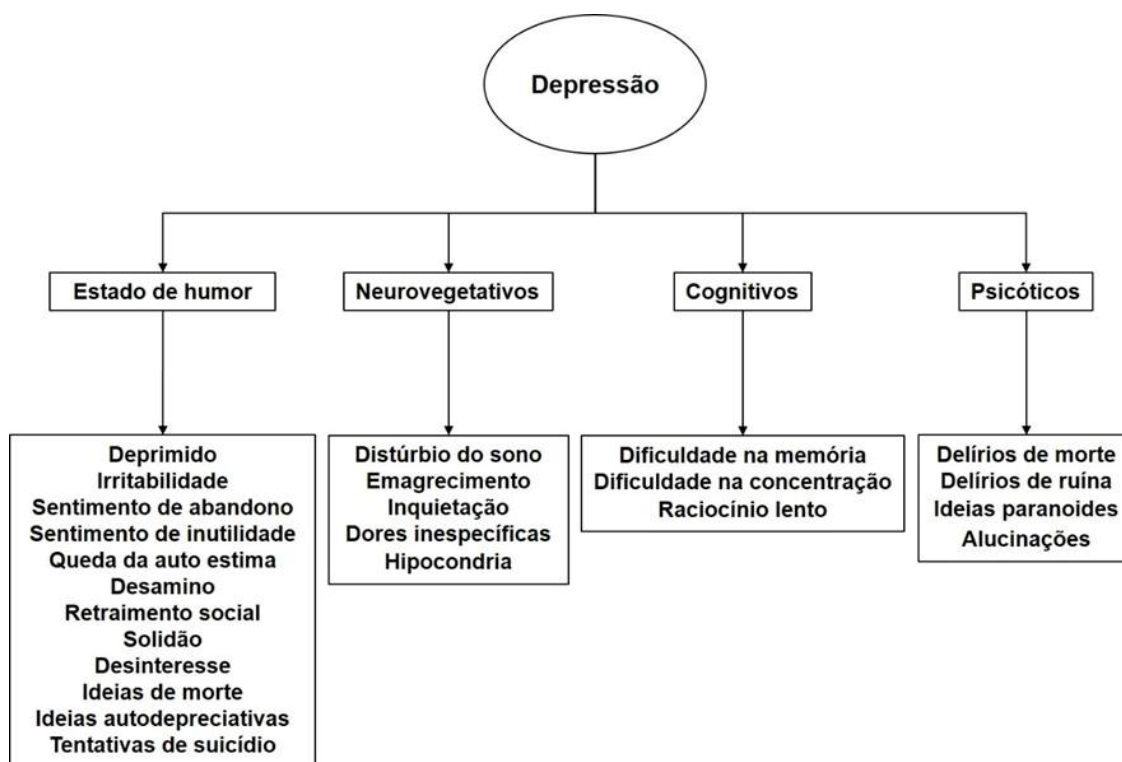 Depressão
Estado de humor
Neurovegetativos
Cognitivos
Psicóticos
Deprimido
Irritabilidade
Sentimento de abandono
Sentimento de inutilidade
Queda da auto estima
Desamino
Retraimento social
Solidão
Desinteresse
Ideias de morte
Ideias autodepreciativas
Tentativas de suicídio
Distúrbio do sono
Emagrecimento
Inquietação
Dores inespecíficas
Hipocondria
Dificuldade na memória
Dificuldade na concentração
Raciocínio lento
Delírios de morte
Delírios de ruína
Ideias paranoides
Alucinações